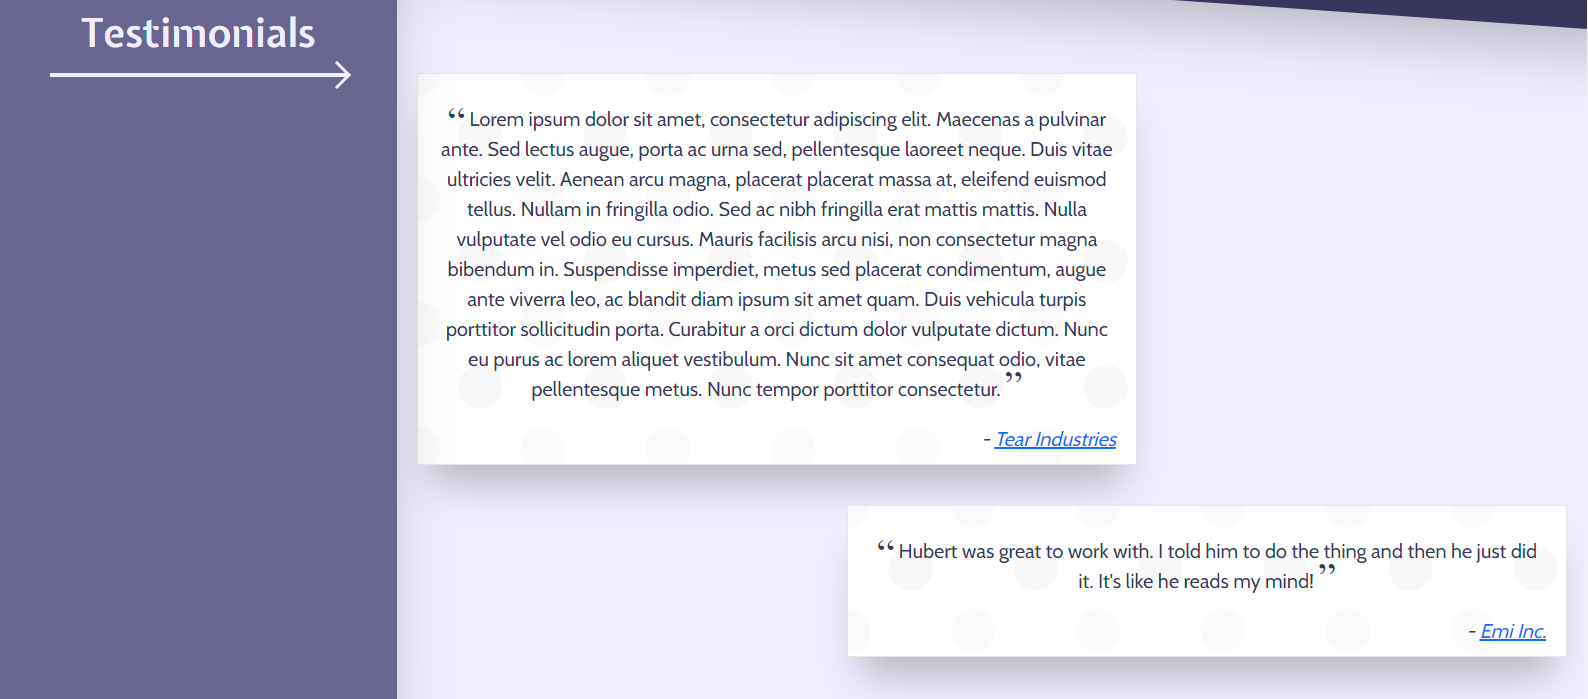 Testimonials
“ Lorem ipsum dolor sit amet, consectetur adipiscing elit. Maecenas a pulvinar
ante. Sed lectus augue, porta ac urna sed, pellentesque laoreet neque. Duis vitae
ultricies velit. Aenean arcu magna, placerat placerat massa at, eleifend euismod
tellus. Nullam in fringilla odio. Sed ac nibh fringilla erat mattis mattis. Nulla
vulputate vel odio eu cursus. Mauris facilisis arcu nisi, non consectetur magna
bibendum in. Suspendisse imperdiet, metus sed placerat condimentum, augue
ante viverra leo, ac blandit diam ipsum sit amet quam. Duis vehicula turpis
porttitor sollicitudin porta. Curabitur a orci dictum dolor vulputate dictum. Nunc
eu purus ac lorem aliquet vestibulum. Nunc sit amet consequat odio, vitae
pellentesque metus. Nunc tempor porttitor consectetur. ”
- Tear Industries
“ Hubert was great to work with. I told him to do the thing and then he just did
it. It's like he reads my mind! ”
- Emi Inc.